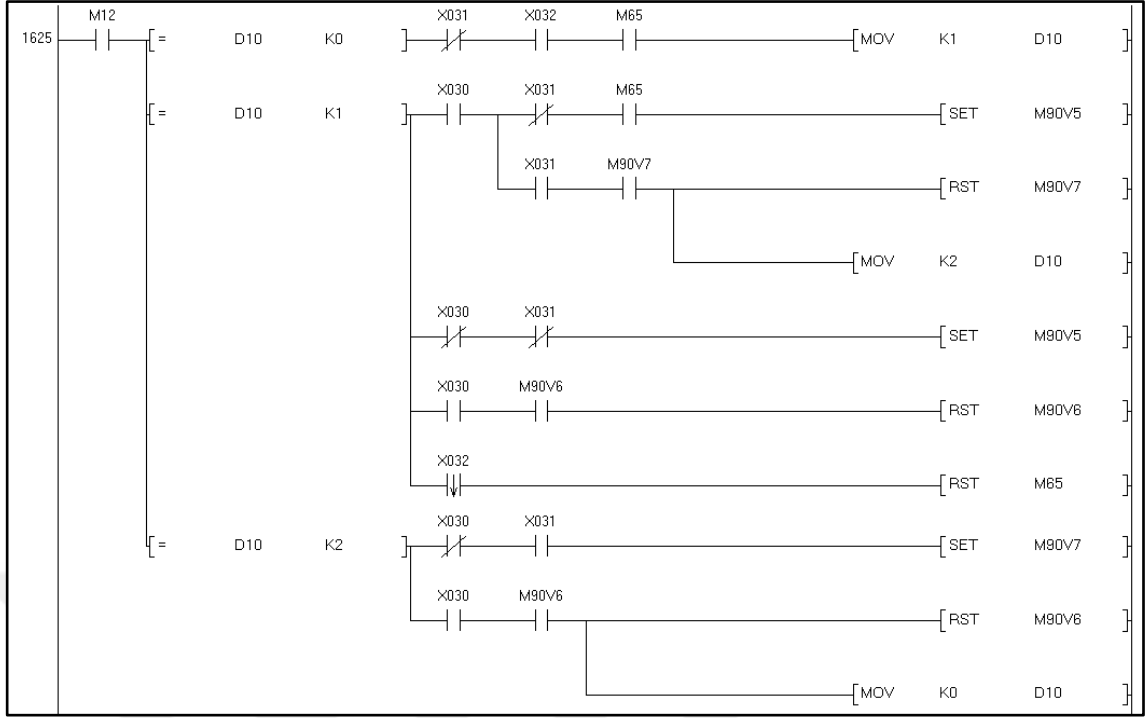 M12 X031 X032 M65
1625 [= D10 K0 ] [MOV K1 D10 ]
X030 X031 M65
[= D10 K1 ] [SET M90V5 ]
X031 M90V7
[RST M90V7 ]
[MOV K2 D10 ]
X030 X031
[SET M90V5 ]
X030 M90V6
[RST M90V6 ]
X032
[RST M65 ]
X030 X031
[= D10 K2 ] [SET M90V7 ]
X030 M90V6
[RST M90V6 ]
[MOV K0 D10 ]